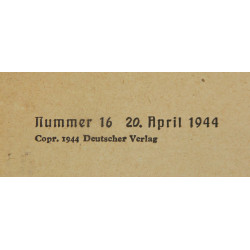 Nummer 16 20. April 1944
Copr. 1944 Deutscher Verlag